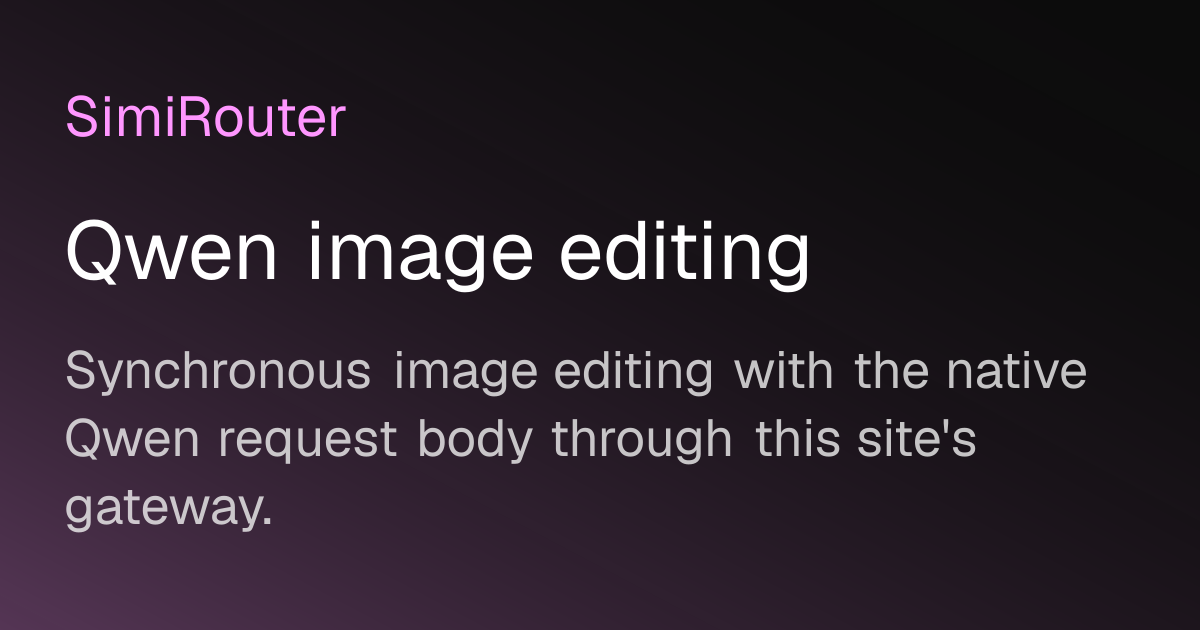 SimiRouter
Qwen image editing
Synchronous image editing with the native
Qwen request body through this site's
gateway.